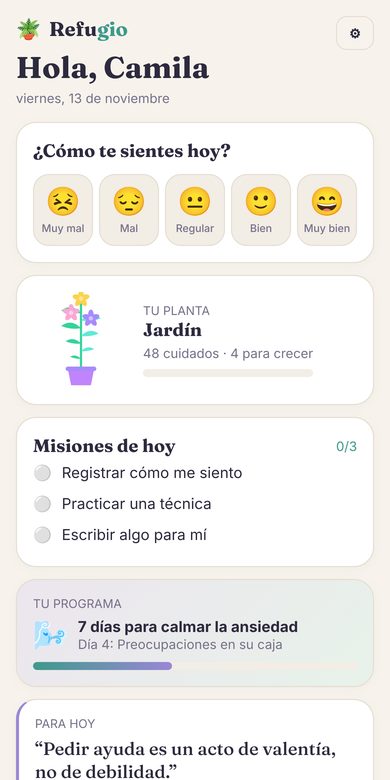 Refugio
Hola, Camila
viernes, 13 de noviembre
¿Cómo te sientes hoy?
Muy mal
Mal
Regular
Bien
Muy bien
TU PLANTA
Jardín
48 cuidados · 4 para crecer
Misiones de hoy
0/3
Registrar cómo me siento
Practicar una técnica
Escribir algo para mí
TU PROGRAMA
7 días para calmar la ansiedad
Día 4: Preocupaciones en su caja
PARA HOY
“Pedir ayuda es un acto de valentía,
no de debilidad.”